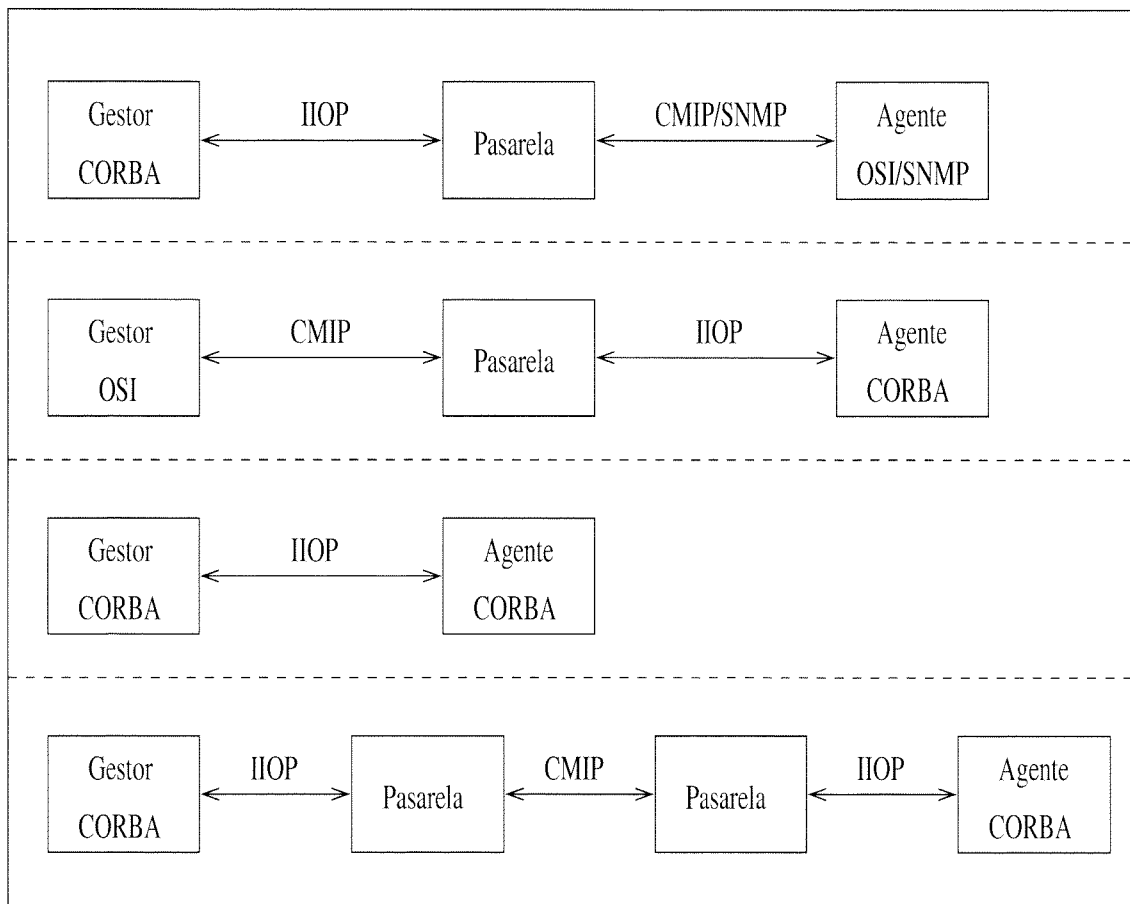 Gestor
CORBA
IIOP
Pasarela
CMIP/SNMP
Agente
OSI/SNMP
Gestor
OSI
CMIP
Pasarela
IIOP
Agente
CORBA
Gestor
CORBA
IIOP
Agente
CORBA
Gestor
CORBA
IIOP
Pasarela
CMIP
Pasarela
IIOP
Agente
CORBA